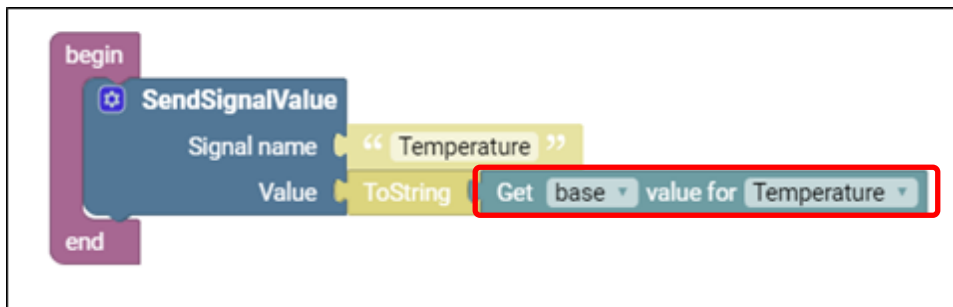 begin
SendSignalValue
Signal name “ Temperature ”
Value ToString Get base value for Temperature
end